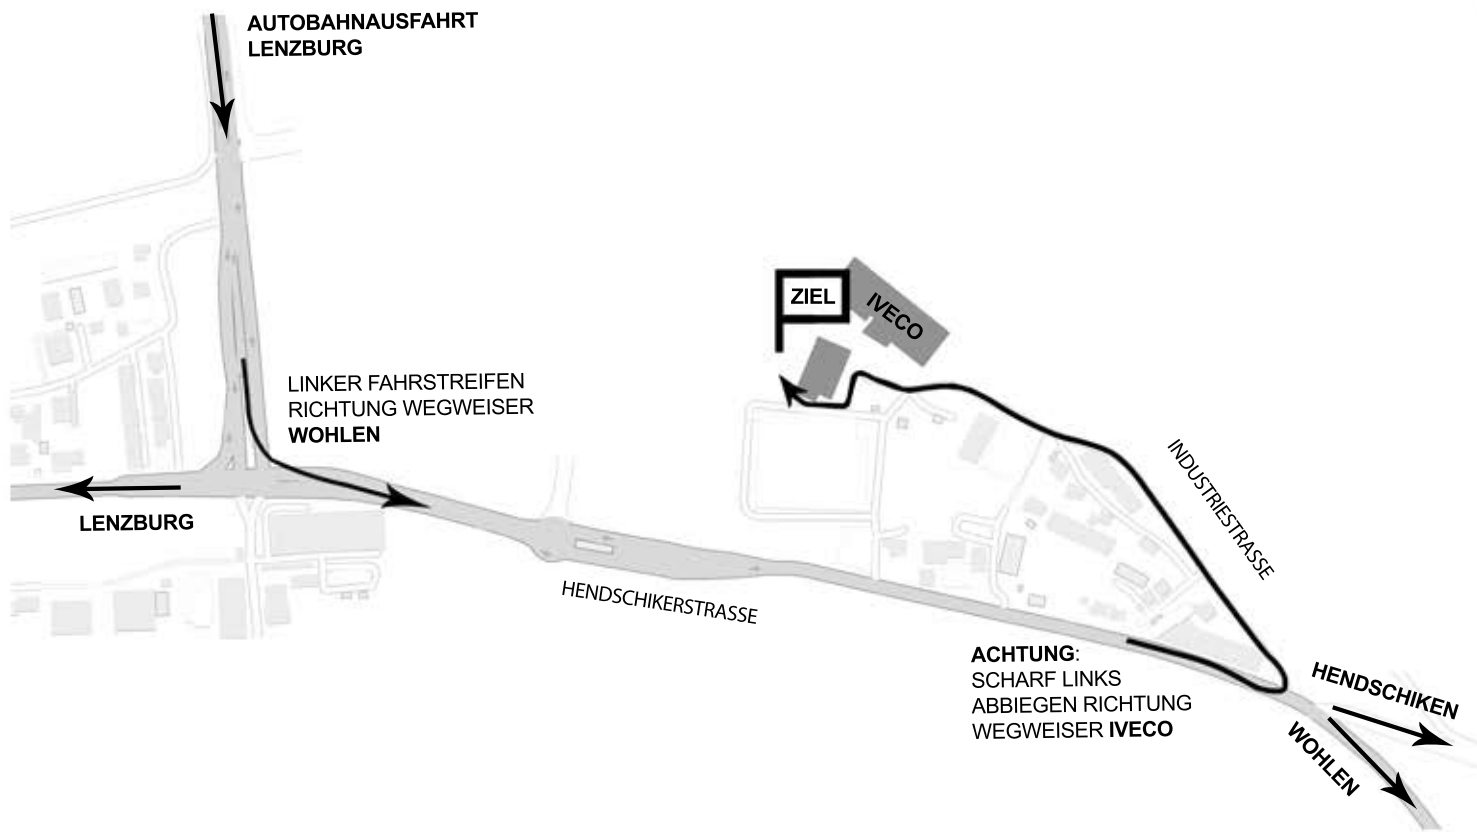 AUTOBAHNAUSFAHRT
LENZBURG
ZIEL
IVECO
LINKER FAHRSTREIFEN
RICHTUNG WEGWEISER
WOHLEN
LENZBURG
INDUSTRIESTRASSE
HENDSCHIKERSTRASSE
ACHTUNG:
SCHARF LINKS
ABBIEGEN RICHTUNG
WEGWEISER IVECO
HENDSCHIKEN
WOHLEN